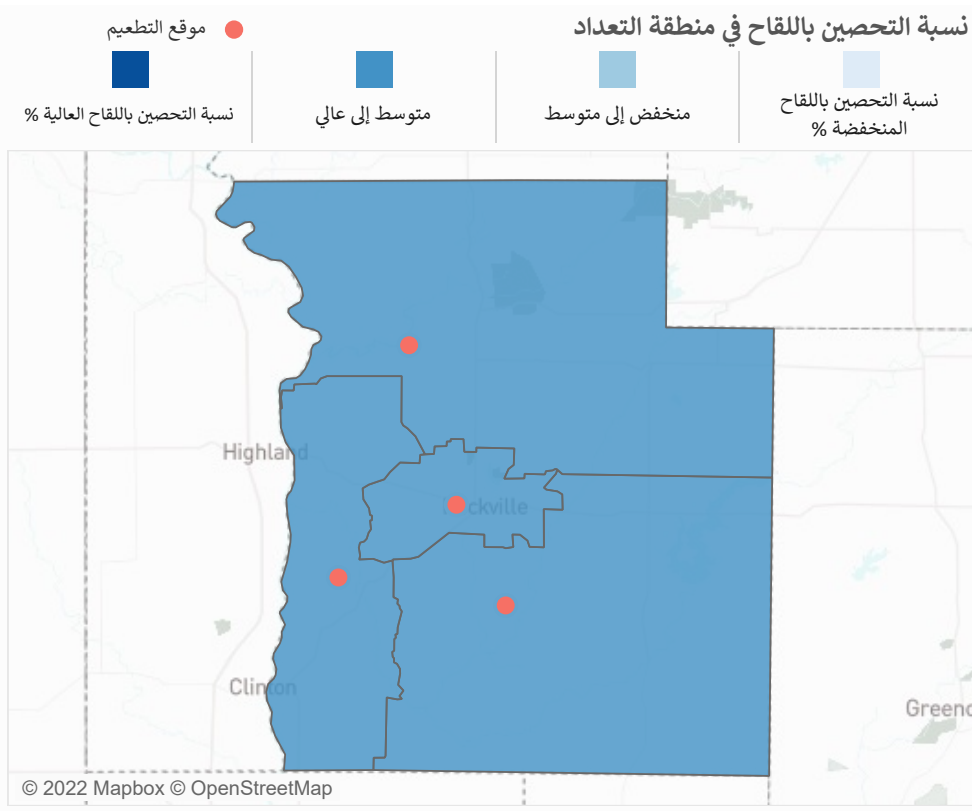 نسبة التحصين باللقاح في منطقة التعداد
موقع التطعيم
نسبة التحصين باللقاح
المنخفضة %
منخفض إلى متوسط
متوسط إلى عالي
نسبة التحصين باللقاح العالية %
Highland
Clinton
© 2022 Mapbox © OpenStreetMap